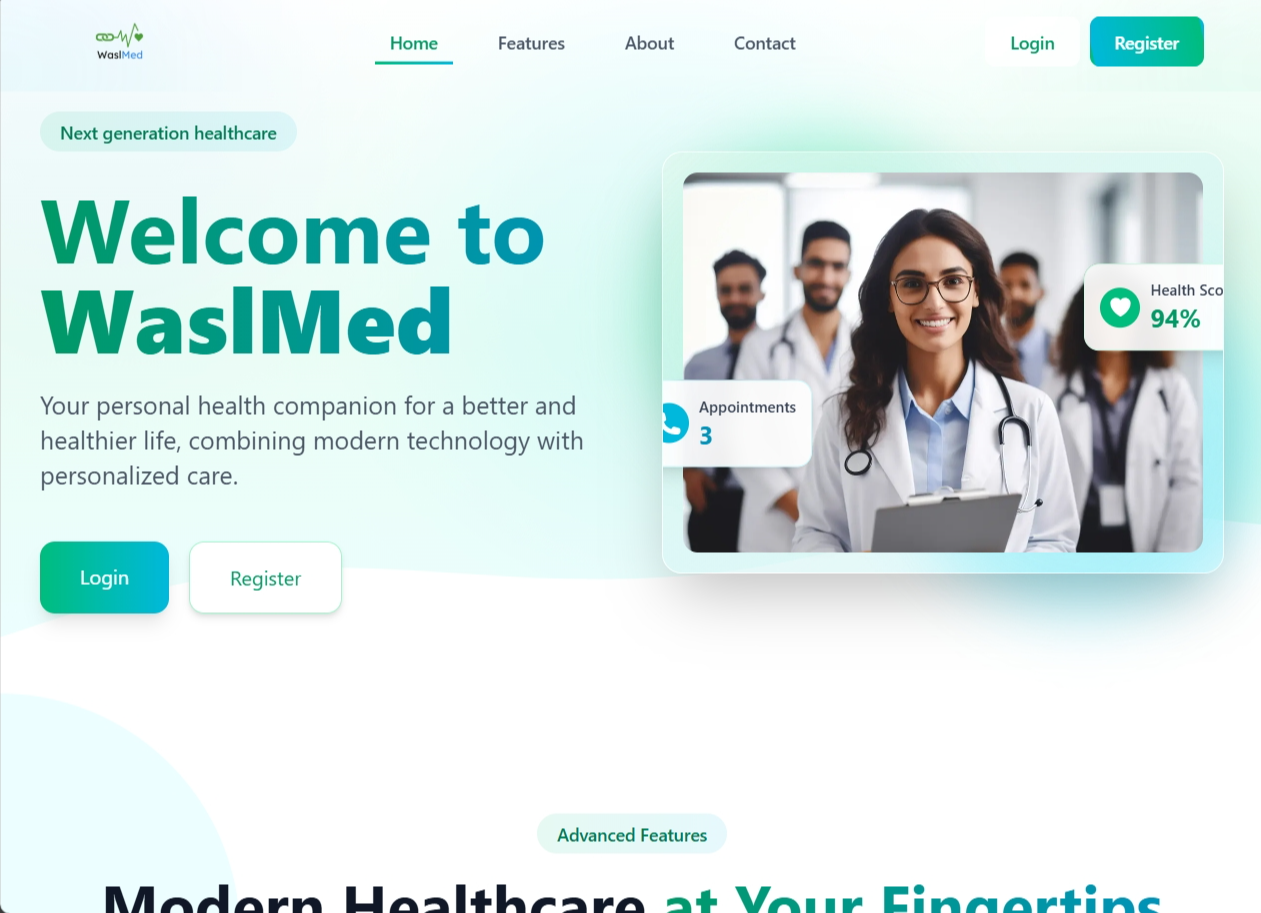 WaslMed
Home
Features
About
Contact
Login
Register
Next generation healthcare
Welcome to
WaslMed
Your personal health companion for a better and
healthier life, combining modern technology with
personalized care.
Login
Register
Health Sco
94%
Appointments
3
Advanced Features
Modern Healthcare at Your Fingertips